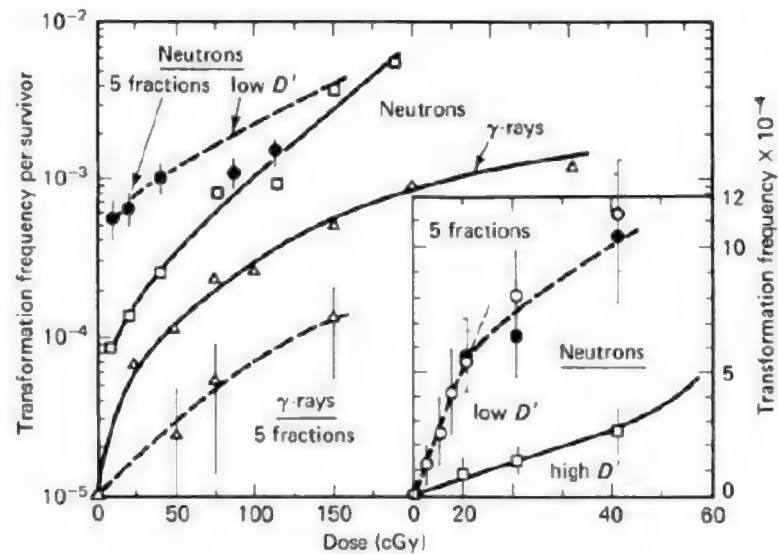 10⁻²
10⁻³
10⁻⁴
10⁻⁵
Transformation frequency per survivor
Neutrons
5 fractions
low D'
Neutrons
γ-rays
γ-rays
5 fractions
0 50 100 150
Dose (cGy)
5 fractions
Neutrons
low D'
high D'
0 20 40 60
12
10
5
0
Transformation frequency × 10⁻⁴